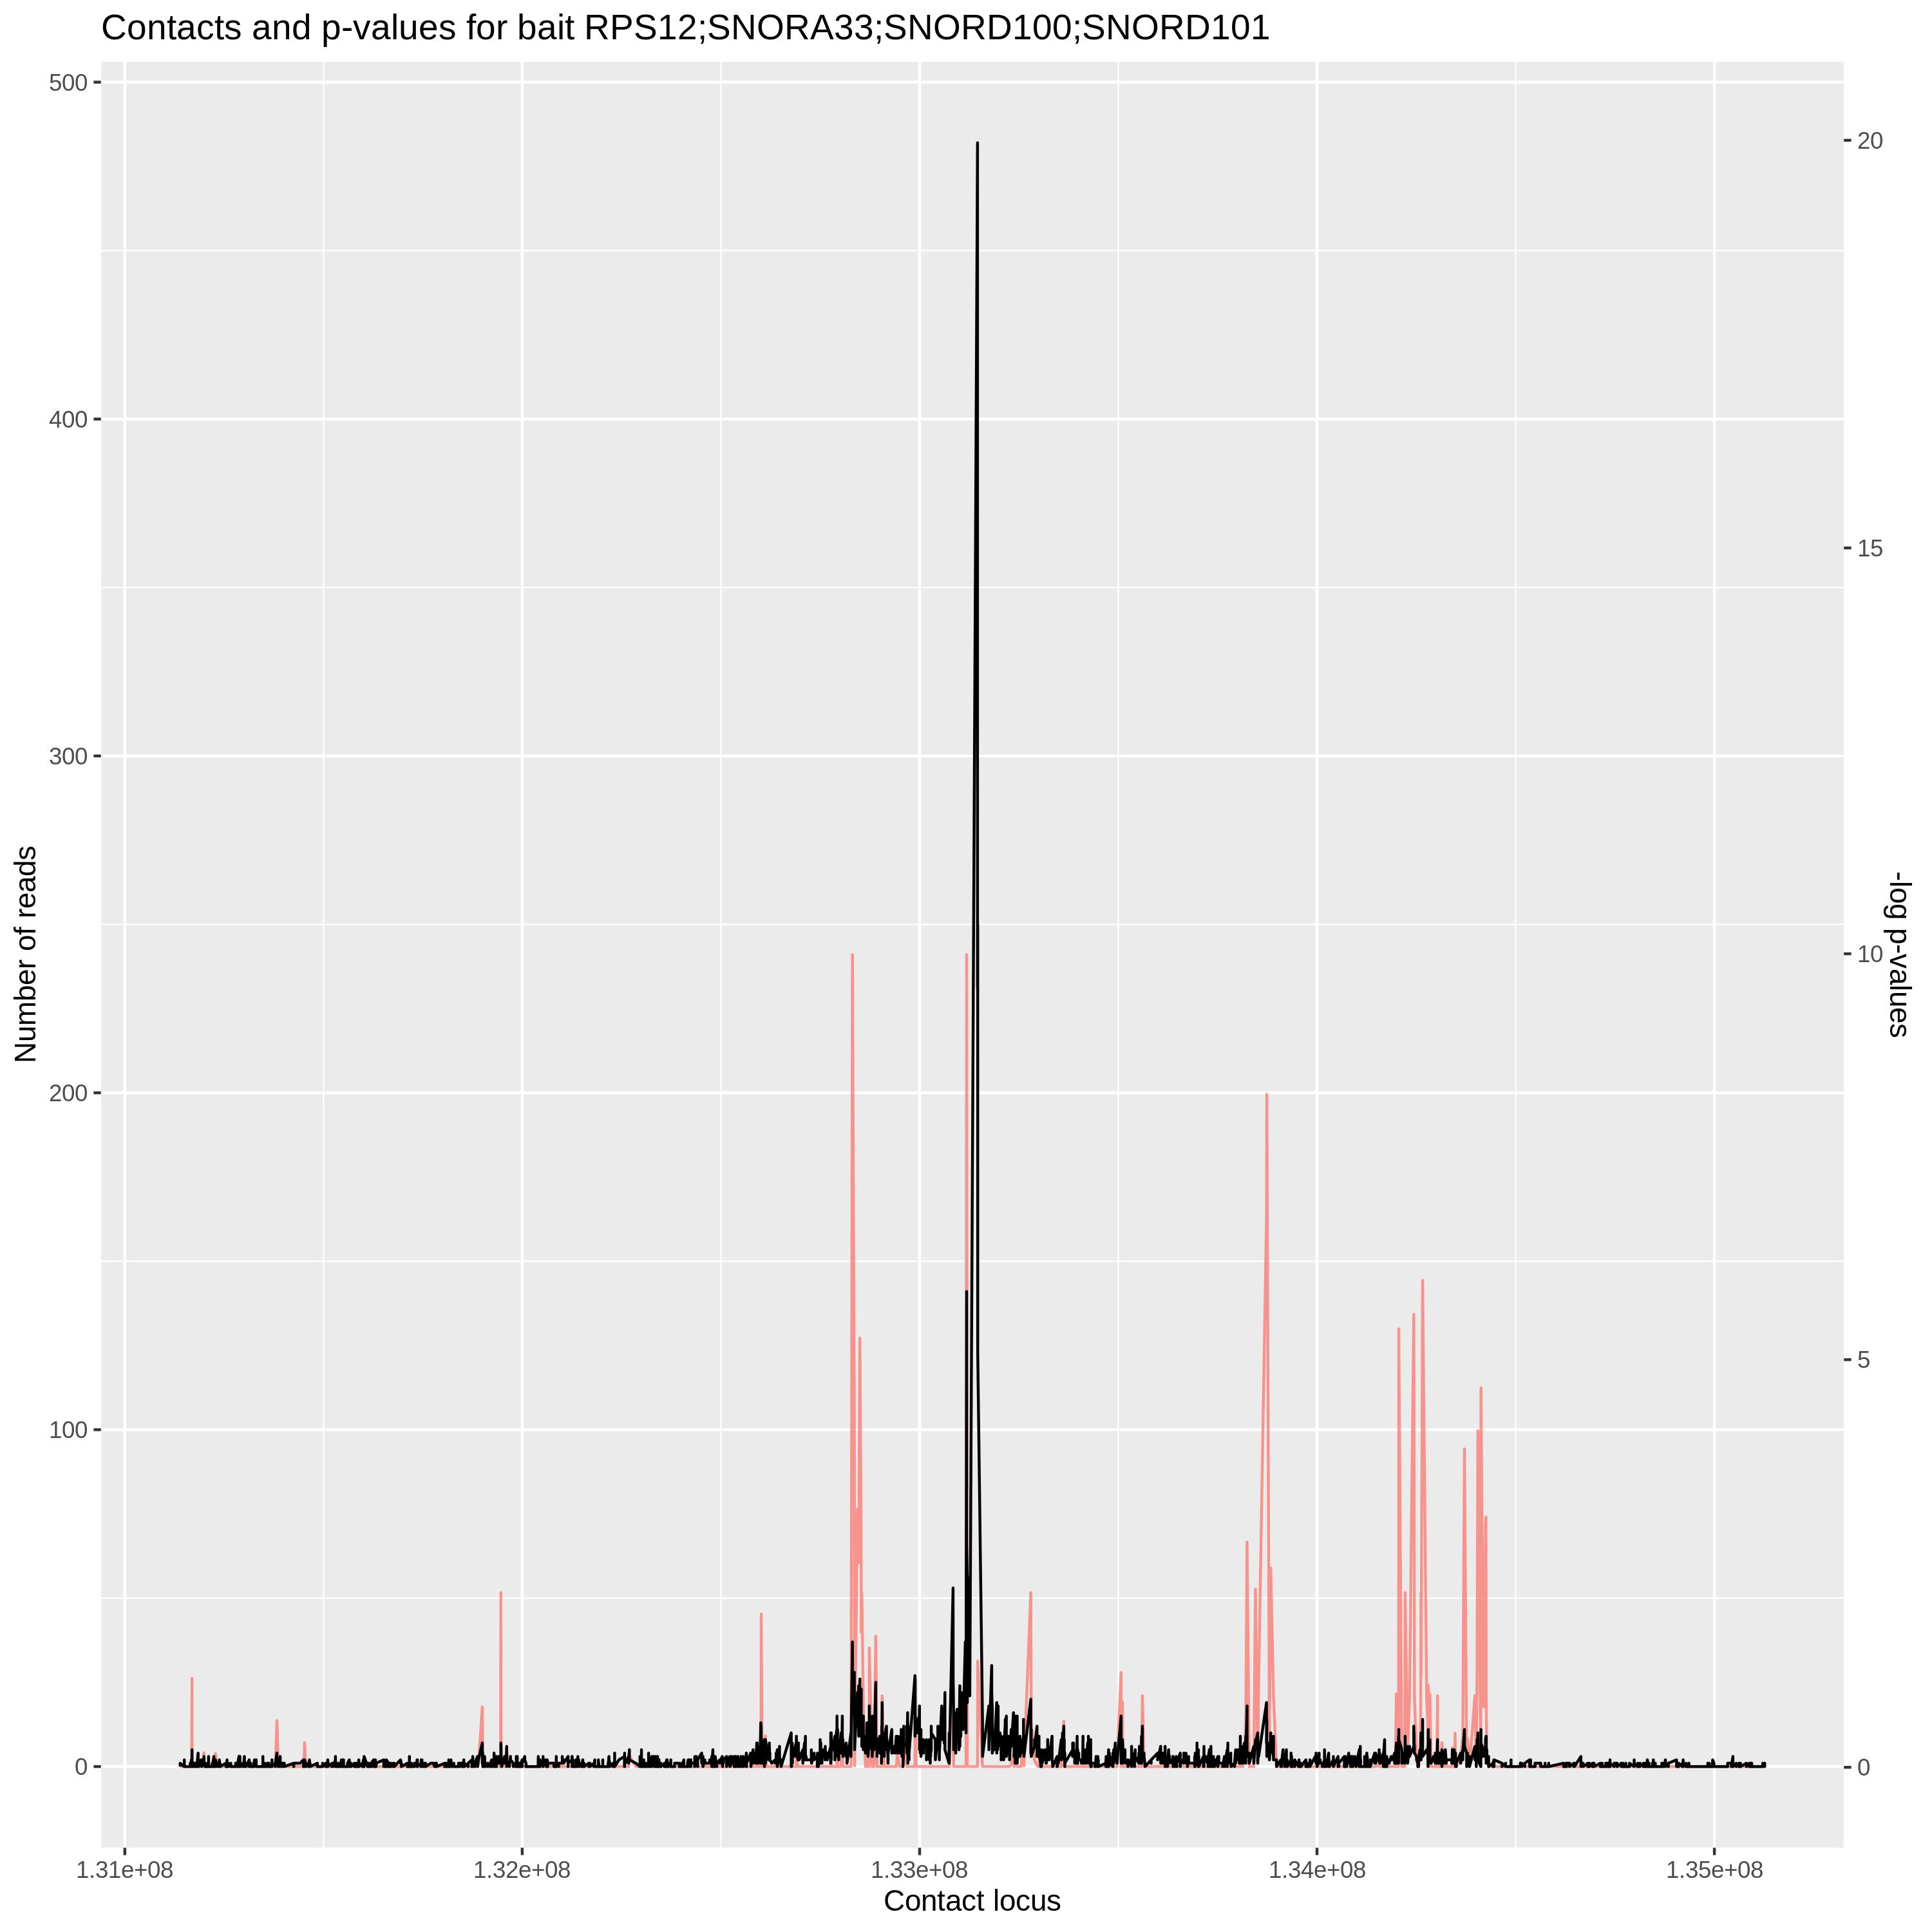 Contacts and p-values for bait RPS12;SNORA33;SNORD100;SNORD101
500
400
300
200
100
0
Number of reads
20
15
10
5
0
-log p-values
1.31e+08
1.32e+08
1.33e+08
1.34e+08
1.35e+08
Contact locus